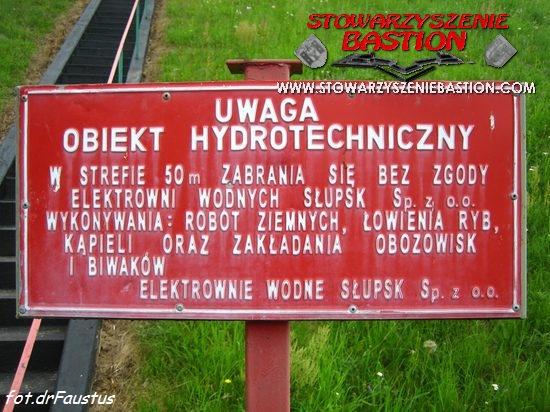 STOWARZYSZENIE
BASTION
WWW.STOWARZYSZENIEBASTION.COM
UWAGA
OBIEKT HYDROTECHNICZNY
W STREFIE 50m ZABRANIA SIĘ BEZ ZGODY
ELEKTROWNI WODNYCH SŁUPSK Sp. z o.o.
WYKONYWANIA: ROBOT ZIEMNYCH, ŁOWIENIA RYB,
KĄPIELI ORAZ ZAKŁADANIA OBOZOWISK
I BIWAKÓW
ELEKTROWNIE WODNE SŁUPSK Sp. z o.o.
fot.drFaustus